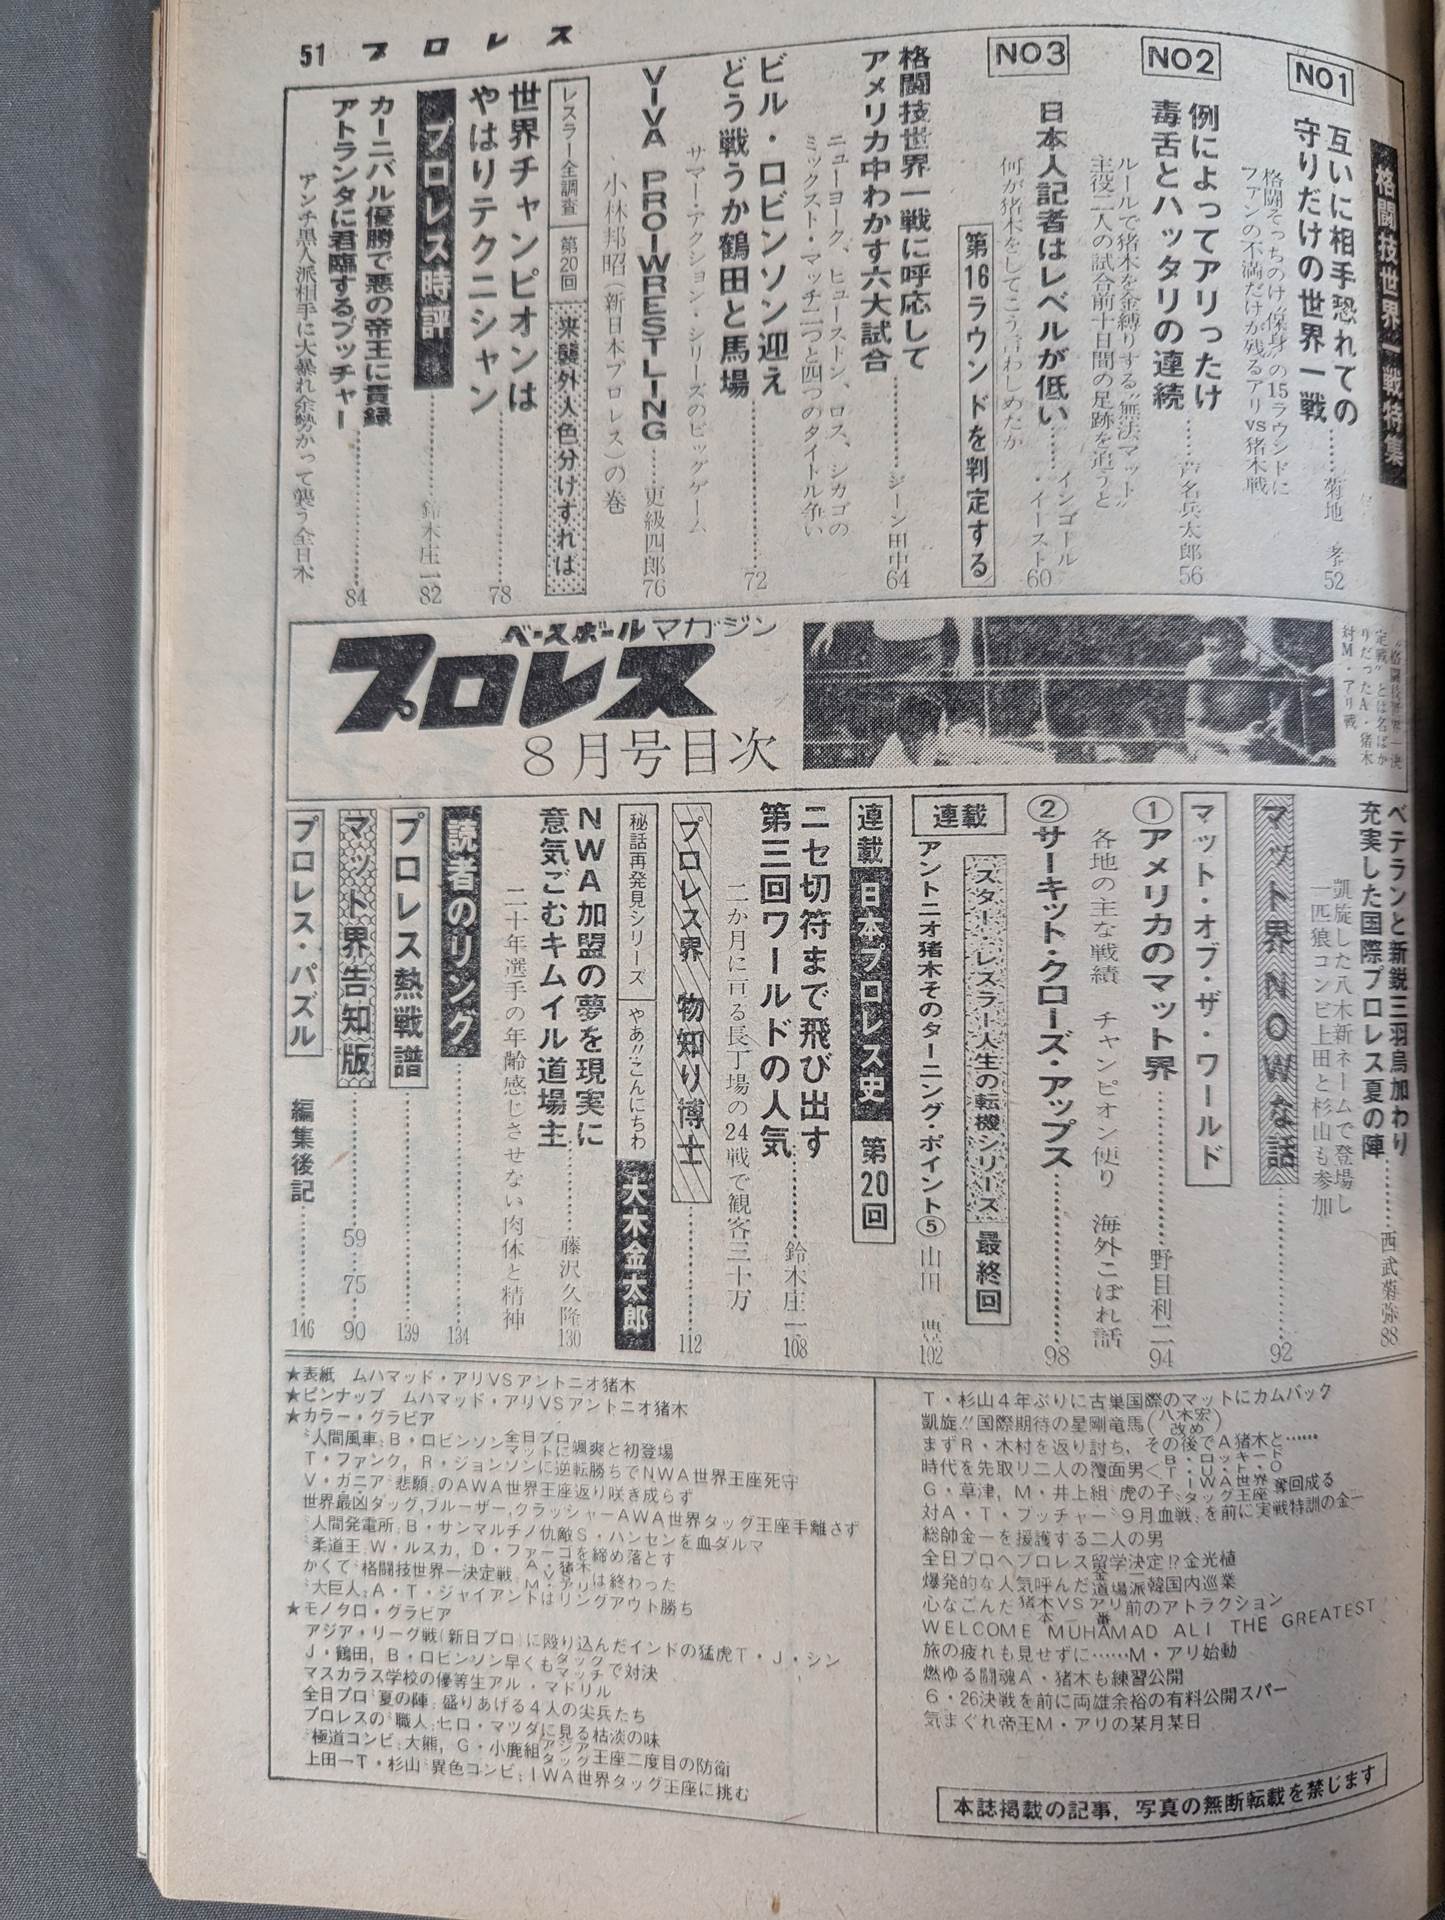 51 プロレス
格闘技世界一戦特集
NO1
互いに相手恐れての
守りだけの世界一戦……菊地 孝 52
格闘そっちのけ〝保身〟の15ラウンドに
ファンの不満だけが残るアリvs猪木戦
NO2
例によってアリったけ
毒舌とハッタリの連続……芦名兵太郎 56
ルールで猪木を金縛りする〝無法マット〟
主役二人の試合前十日間の足跡を追うと
NO3
日本人記者はレベルが低い……インゴール・イースト 60
何が猪木をしてこう言わしめたか
第16ラウンドを判定する
格闘技世界一戦に呼応して
アメリカ中わかす六大試合……ジーン田中 64
ニューヨーク、ヒューストン、ロス、シカゴの
ミックスト・マッチ二つと四つのタイトル争い
ビル・ロビンソン迎え
どう戦うか鶴田と馬場……72
サマー・アクション・シリーズのビッグゲーム
VIVA PRO-WRESTLING……更級四郎 76
小林邦昭(新日本プロレス)の巻
レスラー全調査 第20回 来襲外人色分けすれば
世界チャンピオンは
やはりテクニシャン……78
プロレス時評……鈴木庄一 82
カーニバル優勝で悪の帝王に貫録
アトランタに君臨するブッチャー……84
アンチ黒人派相手に大暴れ余勢かって襲う全日本
ベースボールマガジン
プロレス
8月号目次
〝格闘技世界一決
定戦〟とは名ばか
りだったA・猪木
対M・アリ戦
ベテランと新鋭三羽烏加わり
充実した国際プロレス夏の陣……西武菊弥 88
凱旋した八木新ネームで登場し
一匹狼コンビ上田と杉山も参加
マット界NOWな話……92
マット・オブ・ザ・ワールド
①アメリカのマット界……野目利二 94
各地の主な戦績 チャンピオン便り 海外こぼれ話
②サーキット・クローズ・アップス……98
連載 スター・レスラー人生の転機シリーズ 最終回
アントニオ猪木そのターニング・ポイント⑤ 山田 豊 102
連載 日本プロレス史 第20回
ニセ切符まで飛び出す
第三回ワールドの人気……鈴木庄一 108
二か月に亘る長丁場の24戦で観客三十万
プロレス界 物知り博士……112
秘話再発見シリーズ やあ!!こんにちわ 大木金太郎
NWA加盟の夢を現実に
意気ごむキムイル道場主……藤沢久隆 130
二十年選手の年齢感じさせない肉体と精神
読者のリング……134
プロレス熱戦譜……139
マット界告知版……59……75……90
プロレス・パズル 編集後記……146
★表紙 ムハマッド・アリVSアントニオ猪木
★ピンナップ ムハマッド・アリVSアントニオ猪木
★カラー・グラビア
〝人間風車〟B・ロビンソン全日プロマットに颯爽と初登場
T・ファンク,R・ジョンソンに逆転勝ちでNWA世界王座死守
V・ガニア〝悲願〟のAWA世界王座返り咲き成らず
世界最凶タッグ,ブルーザー,クラッシャーAWA世界タッグ王座手離さず
〝人間発電所〟B・サンマルチノ仇敵S・ハンセンを血ダルマ
〝柔道王〟W・ルスカ,D・ファーゴを締め落とす
かくて〝格闘技世界一決定戦〟A・猪木VM・アリは終わった
〝大巨人〟A・T・ジャイアントはリングアウト勝ち
★モノタロ・グラビア
アジア・リーグ戦(新日プロ)に殴り込んだインドの猛虎T・J・シン
J・鶴田,B・ロビンソン早くもタッグマッチで対決
マスカラス学校の優等生アル・マドリル
全日プロ〝夏の陣〟盛りあげる4人の尖兵たち
プロレスの〝職人〟ヒロ・マツダに見る枯淡の味
〝極道コンビ〟大熊,G・小鹿組アジアタッグ王座二度目の防衛
上田―T・杉山〝異色コンビ〟IWA世界タッグ王座に挑む
T・杉山4年ぶりに古巣国際のマットにカムバック
凱旋!!国際期待の星剛竜馬(八木宏改め)
まずR・木村を返り討ち,その後でA猪木と……
時代を先取り二人の覆面男<B・ロッキーT・U・F・O
G・草津,M・井上組〝虎の子〟IWA世界タッグ王座奪回成る
対A・T・ブッチャー〝9月血戦〟を前に実戦特訓の金一
総帥金一を援護する二人の男
全日プロへプロレス留学決定!?金光植
爆発的な人気呼んだ金一道場派韓国内巡業
心なごんだ猪木VSアリ本番前のアトラクション
WELCOME MUHAMAD ALI THE GREATEST
旅の疲れも見せずに……M・アリ始動
燃ゆる闘魂A・猪木も練習公開
6・26決戦を前に両雄余裕の有料公開スパー
気まぐれ帝王M・アリの某月某日
本誌掲載の記事,写真の無断転載を禁じます